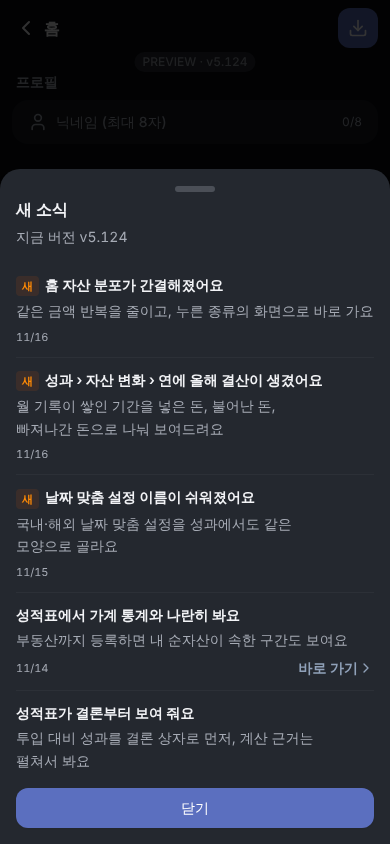 홈
PREVIEW · v5.124
프로필
닉네임 (최대 8자)
0/8
새 소식
지금 버전 v5.124
새 홈 자산 분포가 간결해졌어요
같은 금액 반복을 줄이고, 누른 종류의 화면으로 바로 가요
11/16
새 성과 › 자산 변화 › 연에 올해 결산이 생겼어요
월 기록이 쌓인 기간을 넣은 돈, 불어난 돈,
빠져나간 돈으로 나눠 보여드려요
11/16
새 날짜 맞춤 설정 이름이 쉬워졌어요
국내·해외 날짜 맞춤 설정을 성과에서도 같은
모양으로 골라요
11/15
성적표에서 가계 통계와 나란히 봐요
부동산까지 등록하면 내 순자산이 속한 구간도 보여요
11/14
바로 가기
성적표가 결론부터 보여 줘요
투입 대비 성과를 결론 상자로 먼저, 계산 근거는
펼쳐서 봐요
닫기